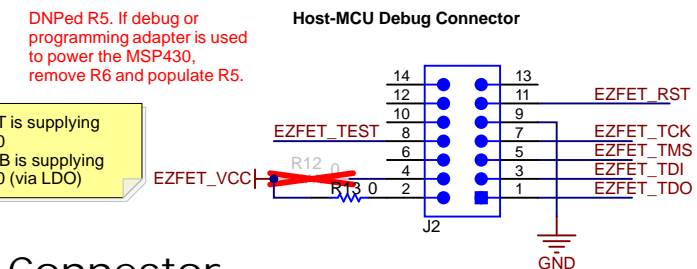 DNPed R5. If debug or
programming adapter is used
to power the MSP430,
remove R6 and populate R5.
Host-MCU Debug Connector
T is supplying
0
B is supplying
0 (via LDO)
14 13
12 11 EZFET_RST
10 9
EZFET_TEST 8 7 EZFET_TCK
6 5 EZFET_TMS
R12 0 4 3 EZFET_TDI
EZFET_VCC
R13 0 2 1 EZFET_TDO
J2
GND
Connector